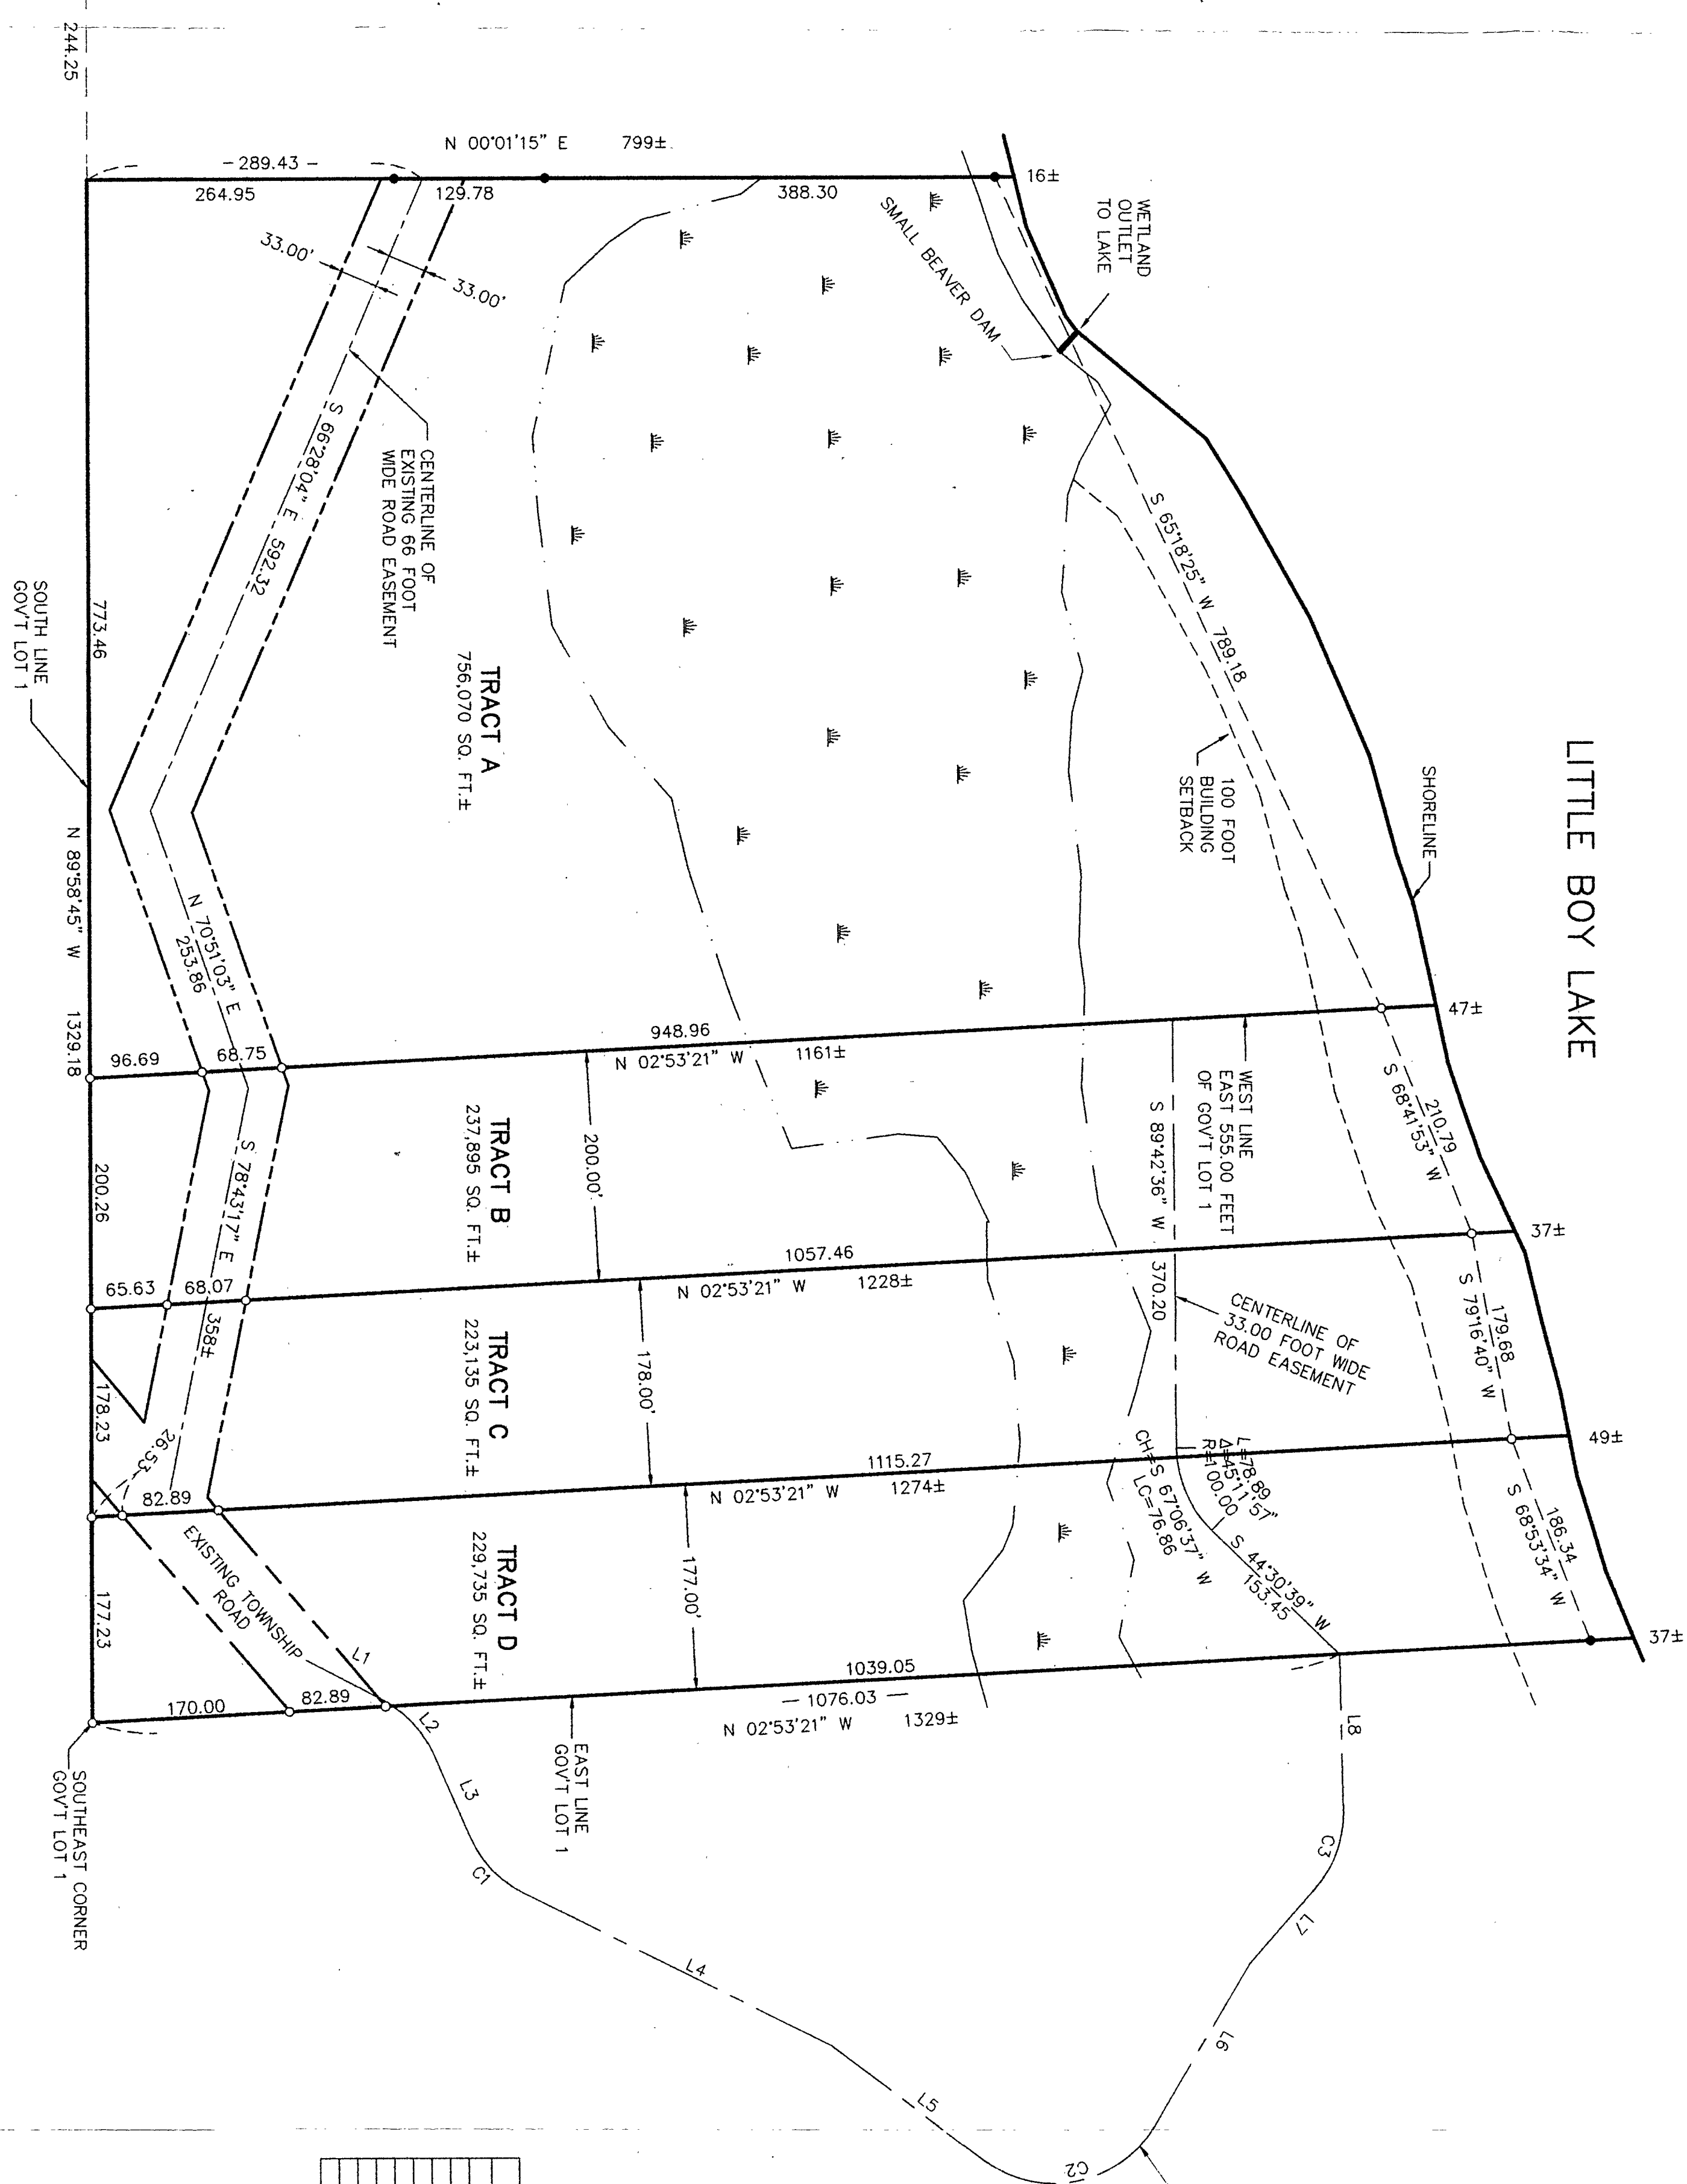 LITTLE BOY LAKE
SHORELINE
WETLAND
OUTLET
TO LAKE
SMALL BEAVER DAM
16±
47±
37±
49±
37±
S 65°18'25" W 789.18
210.79
S 68°41'53" W
179.68
S 79°16'40" W
186.34
S 68°53'34" W
100 FOOT
BUILDING
SETBACK
WEST LINE
EAST 555.00 FEET
OF GOV'T LOT 1
S 89°42'36" W 370.20
CENTERLINE OF
33.00 FOOT WIDE
ROAD EASEMENT
L=78.89
Δ=45°11'57"
R=100.00
CH=S 67°06'37" W
LC=76.86
S 44°30'39" W
153.45
N 00°01'15" E 799±
289.43
264.95
129.78
388.30
33.00'
33.00'
S 66°28'04" E 592.32
CENTERLINE OF
EXISTING 66 FOOT
WIDE ROAD EASEMENT
TRACT A
756,070 SQ. FT.±
N 70°51'03" E
253.86
948.96
N 02°53'21" W 1161±
96.69
68.75
TRACT B
237,895 SQ. FT.±
200.00'
S 78°43'17" E 358±
1057.46
N 02°53'21" W 1228±
65.63
68.07
TRACT C
223,135 SQ. FT.±
178.00'
1115.27
N 02°53'21" W 1274±
26.53
82.89
TRACT D
229,735 SQ. FT.±
177.00'
EXISTING TOWNSHIP
ROAD
1039.05
1076.03
N 02°53'21" W 1329±
170.00
82.89
EAST LINE
GOV'T LOT 1
L1
L2
L3
C1
L4
L5
C2
L6
L7
C3
L8
244.25
773.46
N 89°58'45" W 1329.18
200.26
178.23
177.23
SOUTH LINE
GOV'T LOT 1
SOUTHEAST CORNER
GOV'T LOT 1